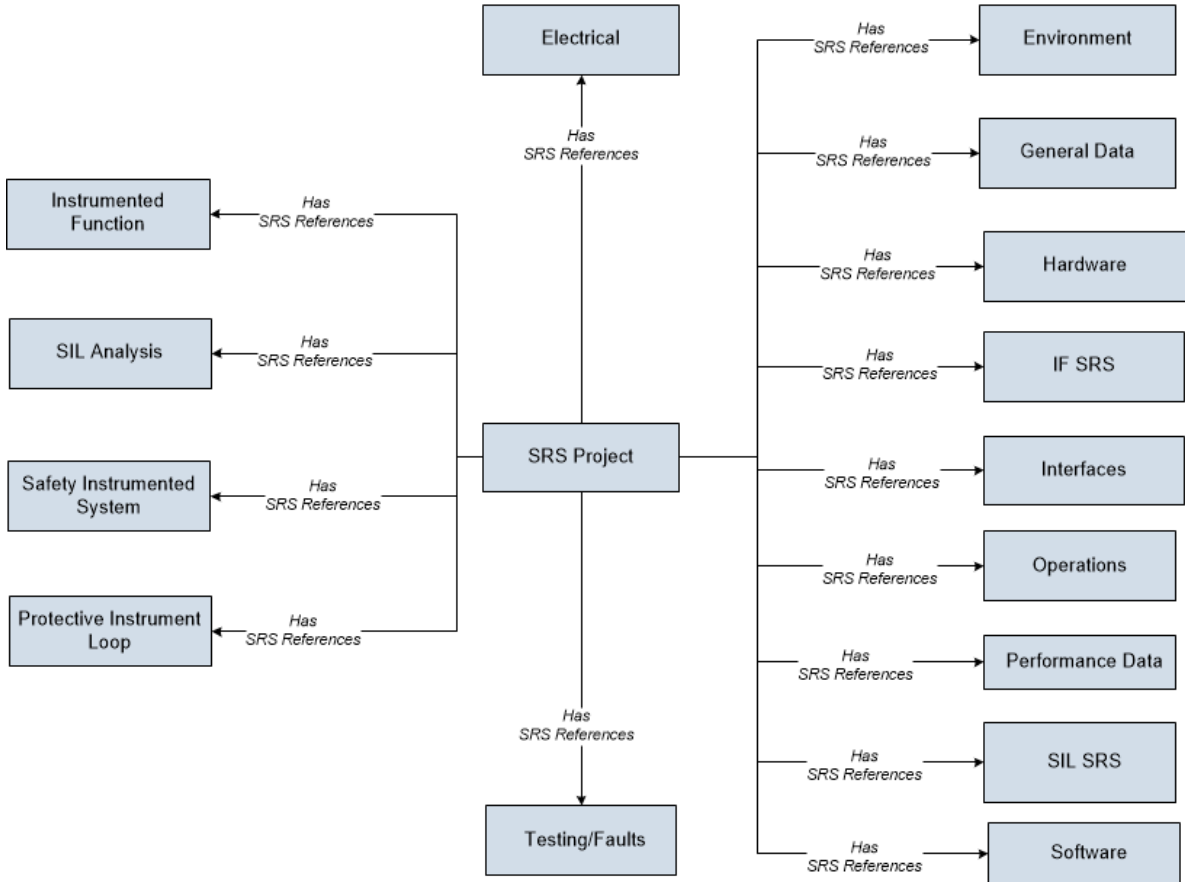 Electrical
Has
SRS References
Environment
Has
SRS References
General Data
Has
SRS References
Instrumented
Function
Has
SRS References
Hardware
Has
SRS References
SIL Analysis
Has
SRS References
IF SRS
Has
SRS References
SRS Project
Interfaces
Has
SRS References
Safety Instrumented
System
Has
SRS References
Operations
Has
SRS References
Protective Instrument
Loop
Has
SRS References
Performance Data
Has
SRS References
Has
SRS References
SIL SRS
Has
SRS References
Testing/Faults
Software
Has
SRS References